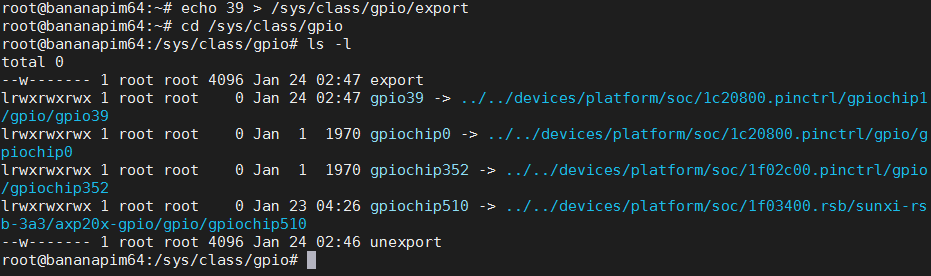 root@bananapim64:~# echo 39 > /sys/class/gpio/export
root@bananapim64:~# cd /sys/class/gpio
root@bananapim64:/sys/class/gpio# ls -l
total 0
--w------- 1 root root 4096 Jan 24 02:47 export
lrwxrwxrwx 1 root root    0 Jan 24 02:47 gpio39 -> ../../devices/platform/soc/1c20800.pinctrl/gpiochip1
/gpio/gpio39
lrwxrwxrwx 1 root root    0 Jan  1  1970 gpiochip0 -> ../../devices/platform/soc/1c20800.pinctrl/gpio/g
piochip0
lrwxrwxrwx 1 root root    0 Jan  1  1970 gpiochip352 -> ../../devices/platform/soc/1f02c00.pinctrl/gpio
/gpiochip352
lrwxrwxrwx 1 root root    0 Jan 23 04:26 gpiochip510 -> ../../devices/platform/soc/1f03400.rsb/sunxi-rs
b-3a3/axp20x-gpio/gpio/gpiochip510
--w------- 1 root root 4096 Jan 24 02:46 unexport
root@bananapim64:/sys/class/gpio#